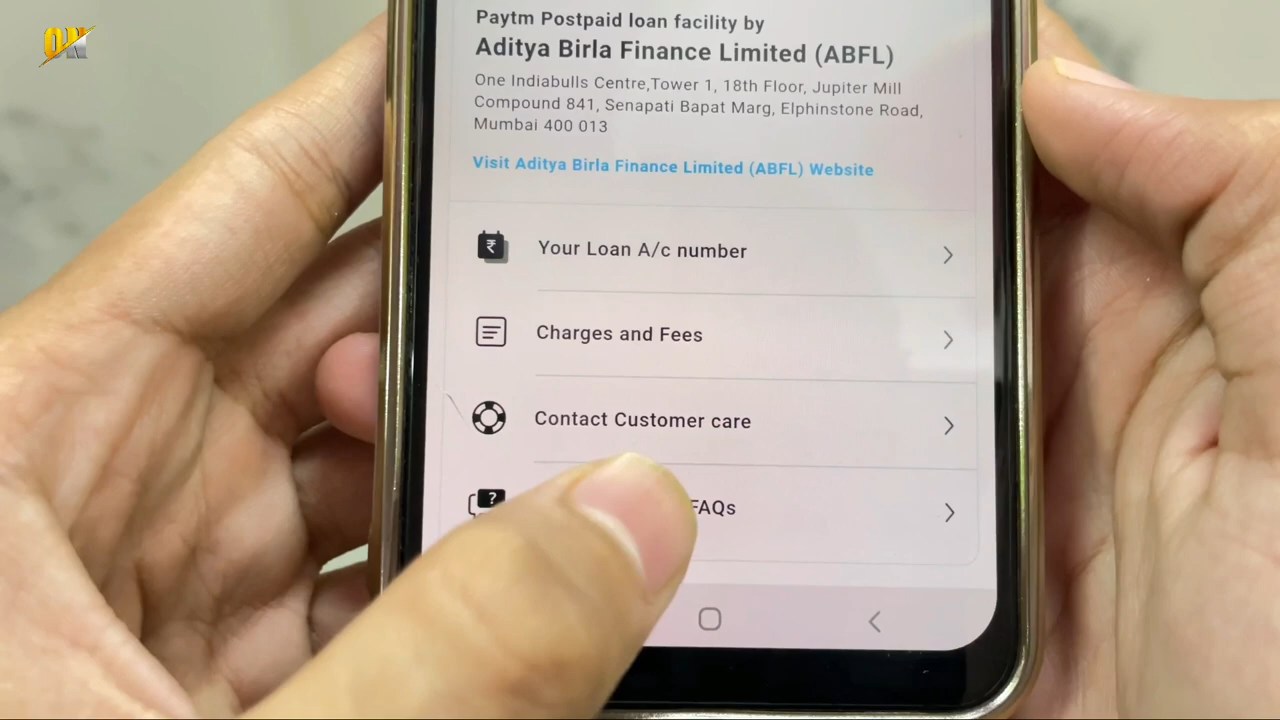 ON
Paytm Postpaid loan facility by
Aditya Birla Finance Limited (ABFL)
One Indiabulls Centre,Tower 1, 18th Floor, Jupiter Mill
Compound 841, Senapati Bapat Marg, Elphinstone Road,
Mumbai 400 013
Visit Aditya Birla Finance Limited (ABFL) Website
₹
Your Loan A/c number
Charges and Fees
Contact Customer care
?
FAQs